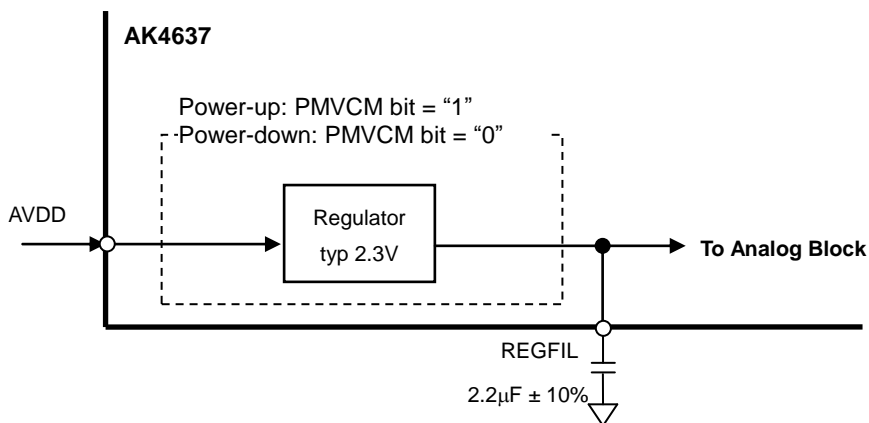 AK4637
Power-up: PMVCM bit = “1”
Power-down: PMVCM bit = “0”
AVDD
Regulator
typ 2.3V
To Analog Block
REGFIL
2.2μF ± 10%